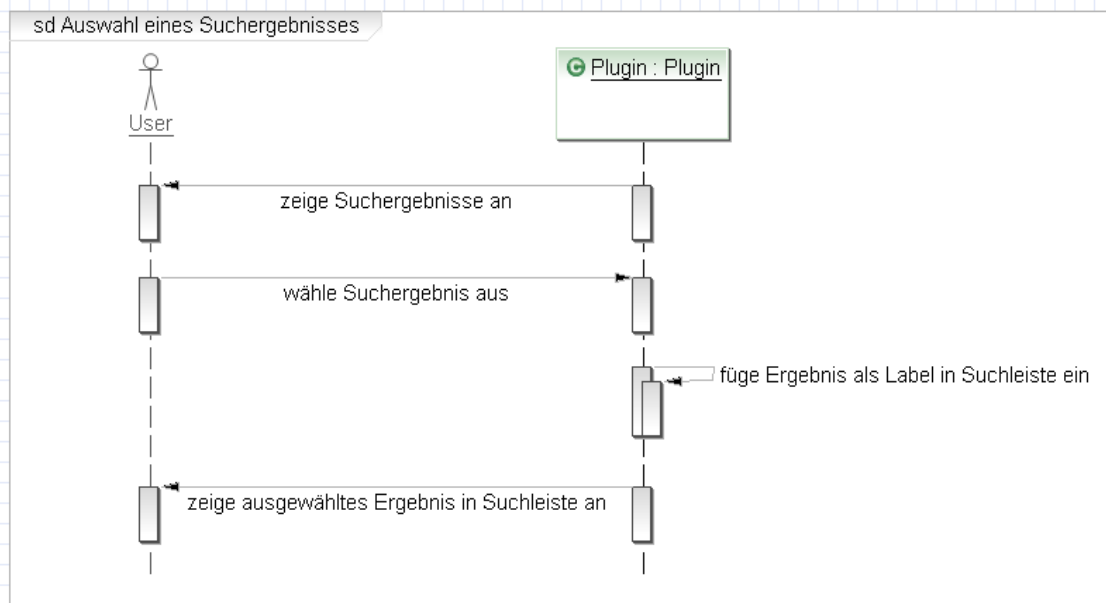 sd Auswahl eines Suchergebnisses
User
C Plugin : Plugin
zeige Suchergebnisse an
wähle Suchergebnis aus
füge Ergebnis als Label in Suchleiste ein
zeige ausgewähltes Ergebnis in Suchleiste an